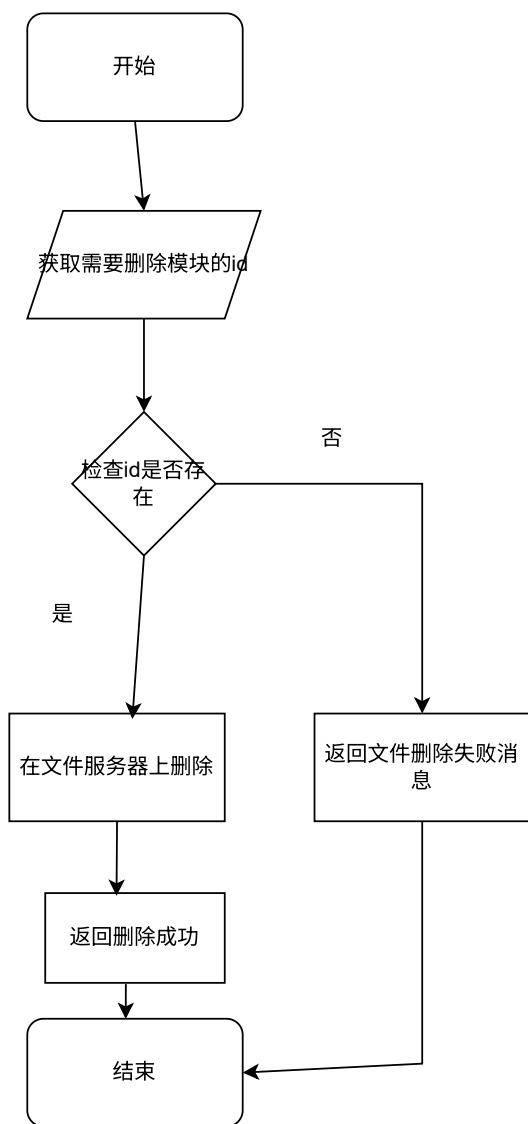 开始
获取需要删除模块的id
否
检查id是否存
在
是
在文件服务器上删除
返回文件删除失败消
息
返回删除成功
结束